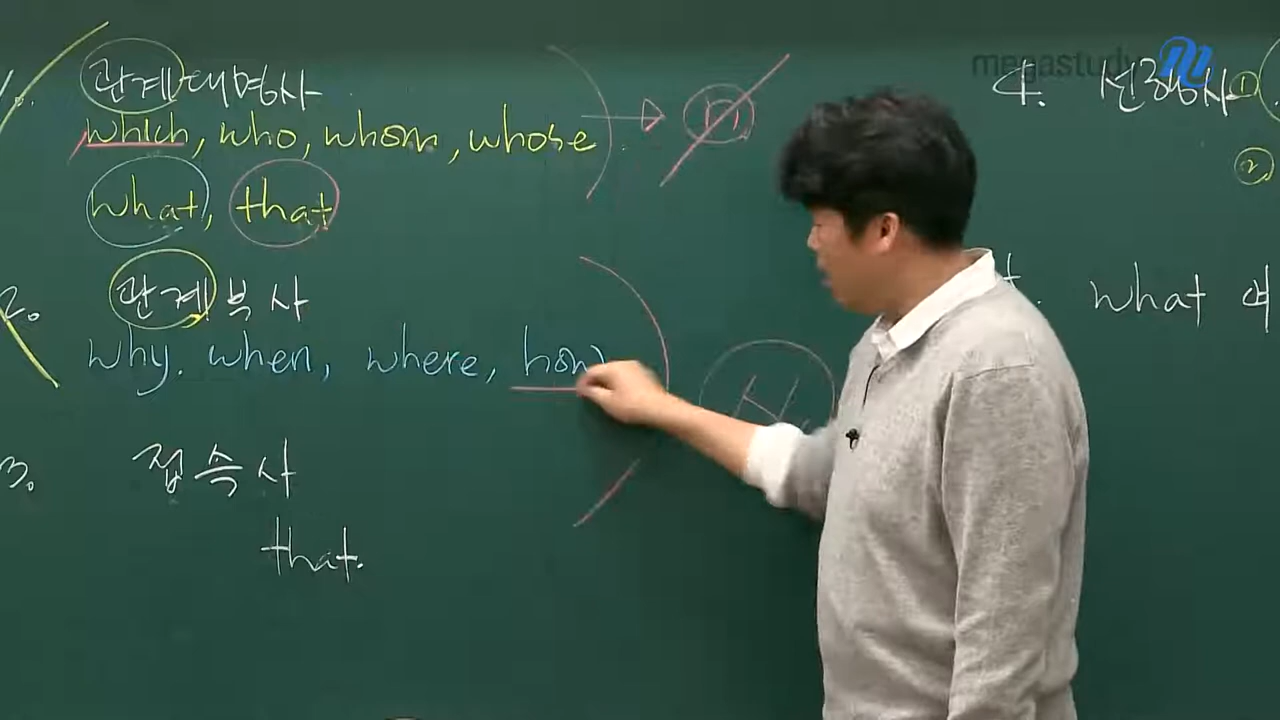 관계대명사
which, who, whom, whose
what, that
2. 관계부사
why. when, where, how
3. 접속사
that.
megastudy
4. 선행사 ①
②
what